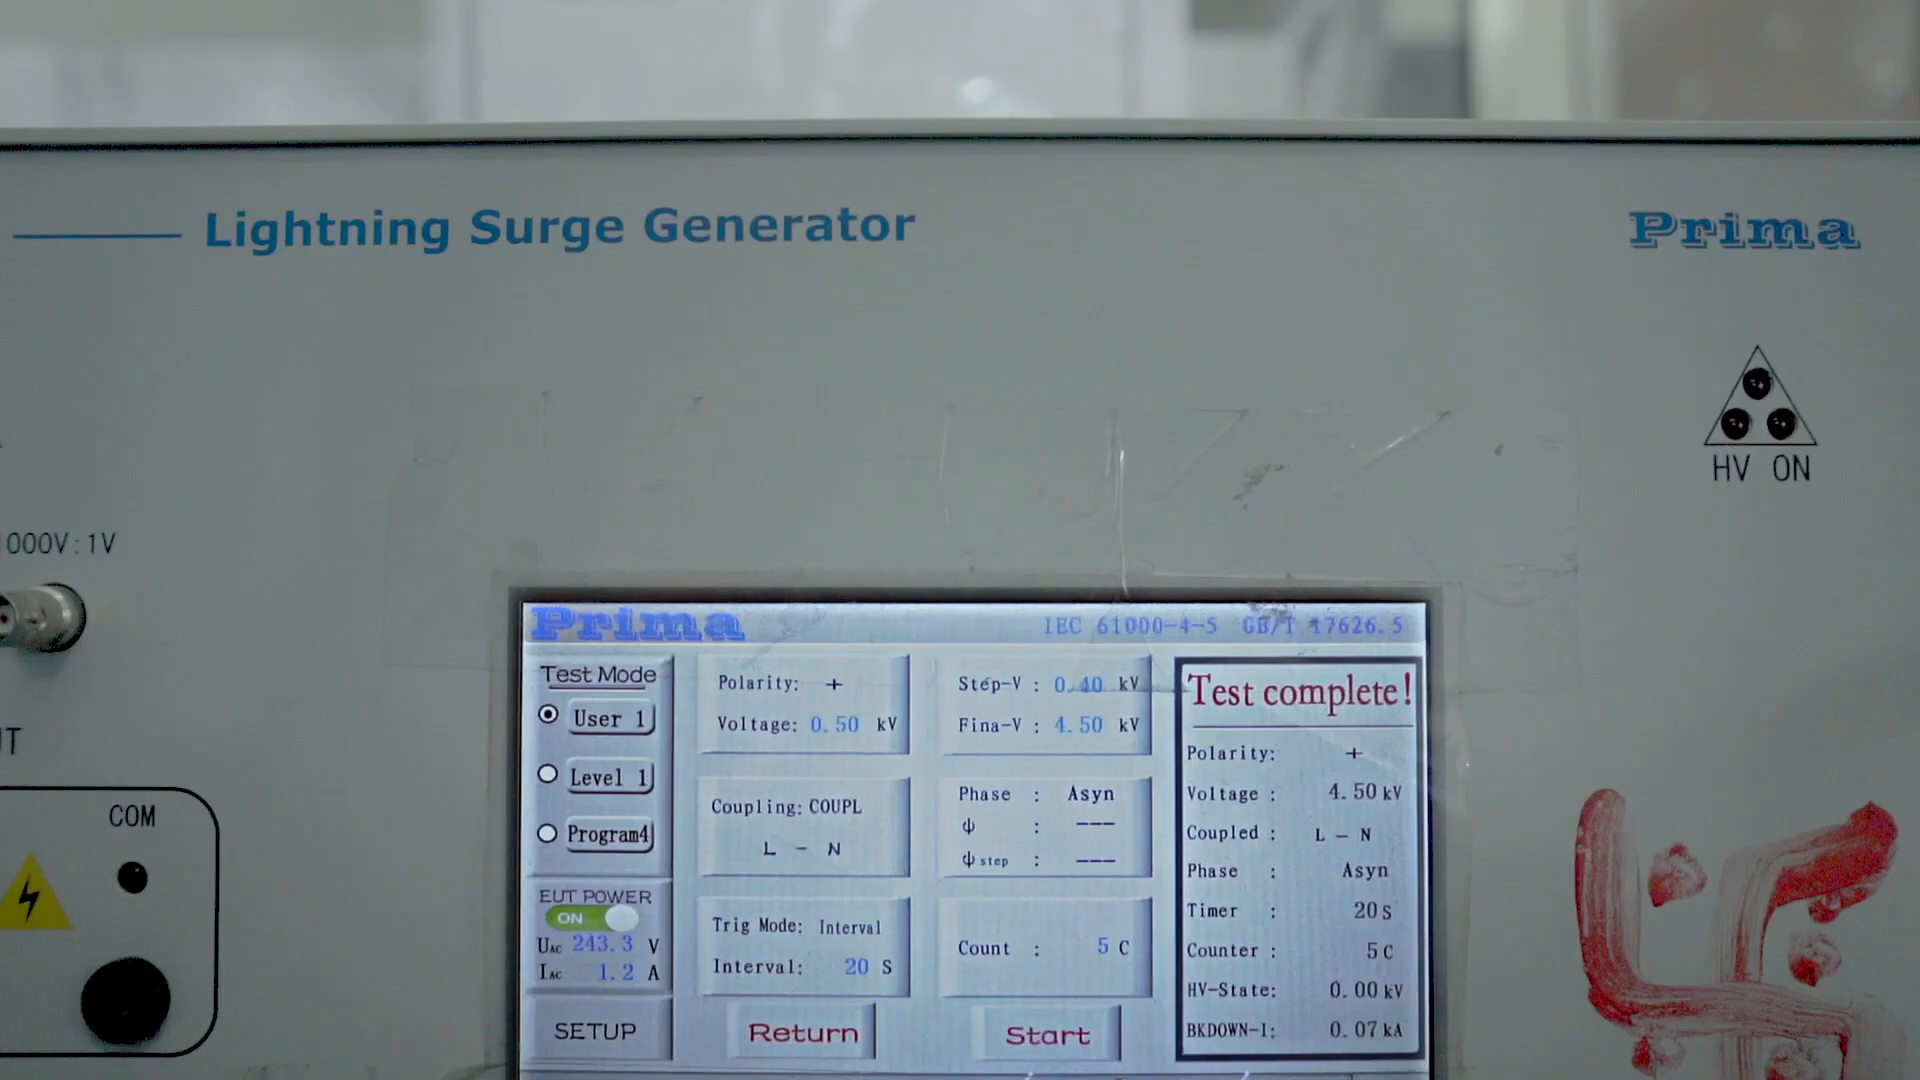 Lightning Surge Generator
Prima
HV ON
000V:1V
COM
Prima
IEC 61000-4-5 GB/T 17626.5
Test Mode
User 1
Level 1
Program4
EUT POWER
ON
UAC 243.3 V
IAC 1.2 A
SETUP
Polarity: +
Voltage: 0.50 kV
Coupling: COUPL
L - N
Trig Mode: Interval
Interval: 20 S
Return
Step-V : 0.40 kV
Fina-V : 4.50 kV
Phase : Asyn
ψ : ---
ψ step : ---
Count : 5 C
Start
Test complete!
Polarity: +
Voltage : 4.50 kV
Coupled : L - N
Phase : Asyn
Timer : 20 S
Counter : 5 C
HV-State: 0.00 kV
BKDOWN-I: 0.07 kA